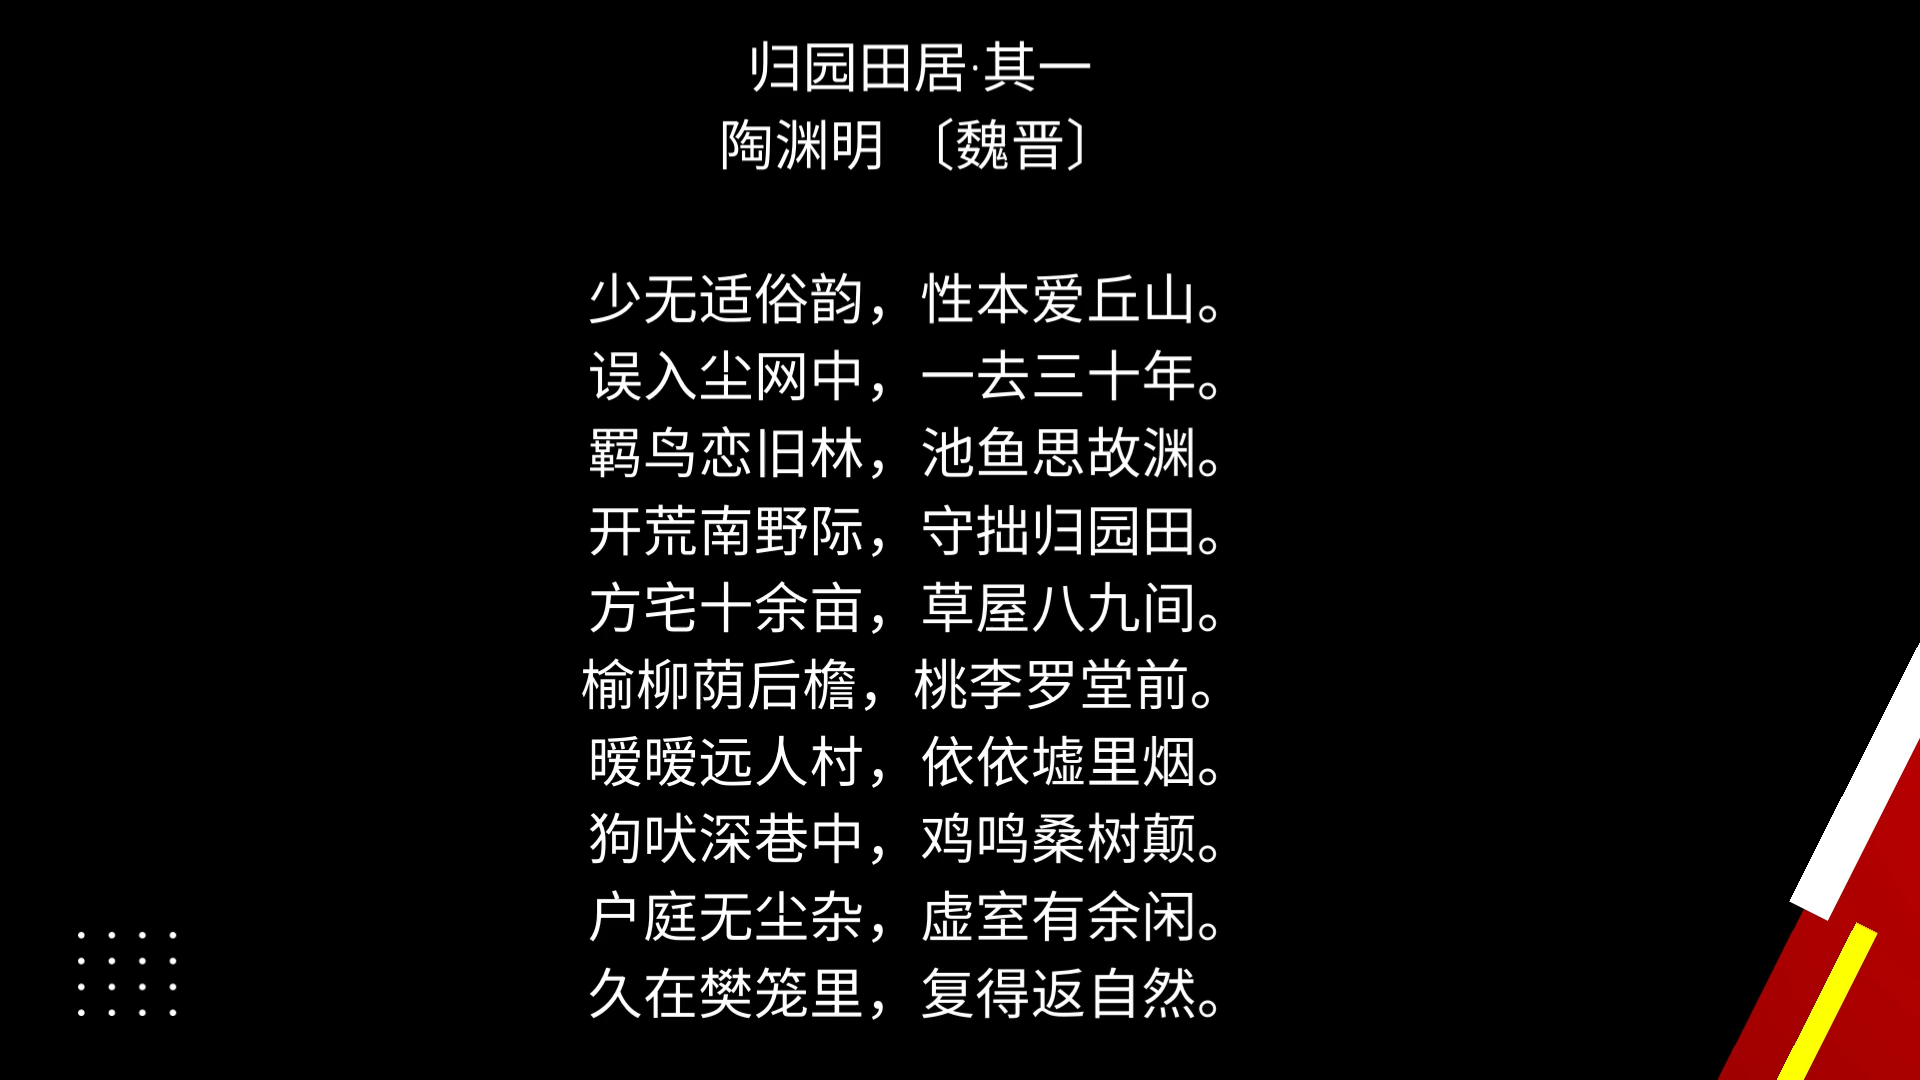 归园田居·其一
陶渊明 〔魏晋〕
少无适俗韵，性本爱丘山。
误入尘网中，一去三十年。
羁鸟恋旧林，池鱼思故渊。
开荒南野际，守拙归园田。
方宅十余亩，草屋八九间。
榆柳荫后檐，桃李罗堂前。
暧暧远人村，依依墟里烟。
狗吠深巷中，鸡鸣桑树颠。
户庭无尘杂，虚室有余闲。
久在樊笼里，复得返自然。